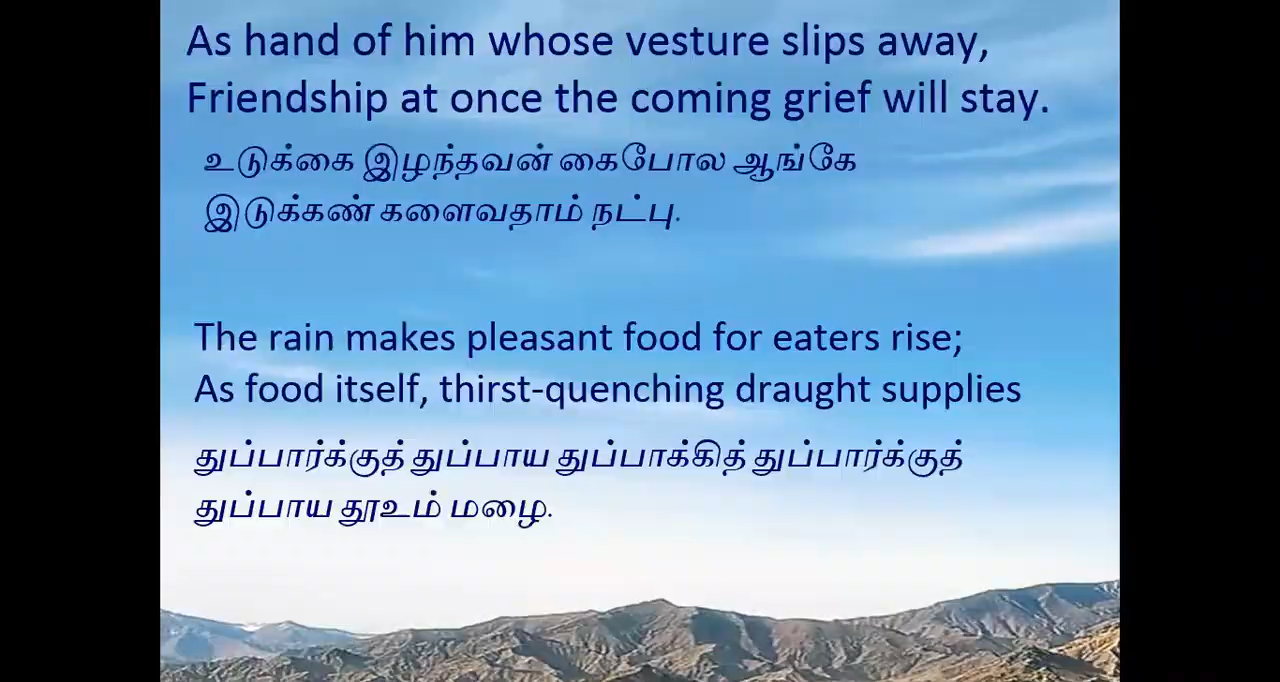 As hand of him whose vesture slips away,
Friendship at once the coming grief will stay.
உடுக்கை இழந்தவன் கைபோல ஆங்கே
இடுக்கண் களைவதாம் நட்பு.
The rain makes pleasant food for eaters rise;
As food itself, thirst-quenching draught supplies
துப்பார்க்குத் துப்பாய துப்பாக்கித் துப்பார்க்குத்
துப்பாய தூஉம் மழை.